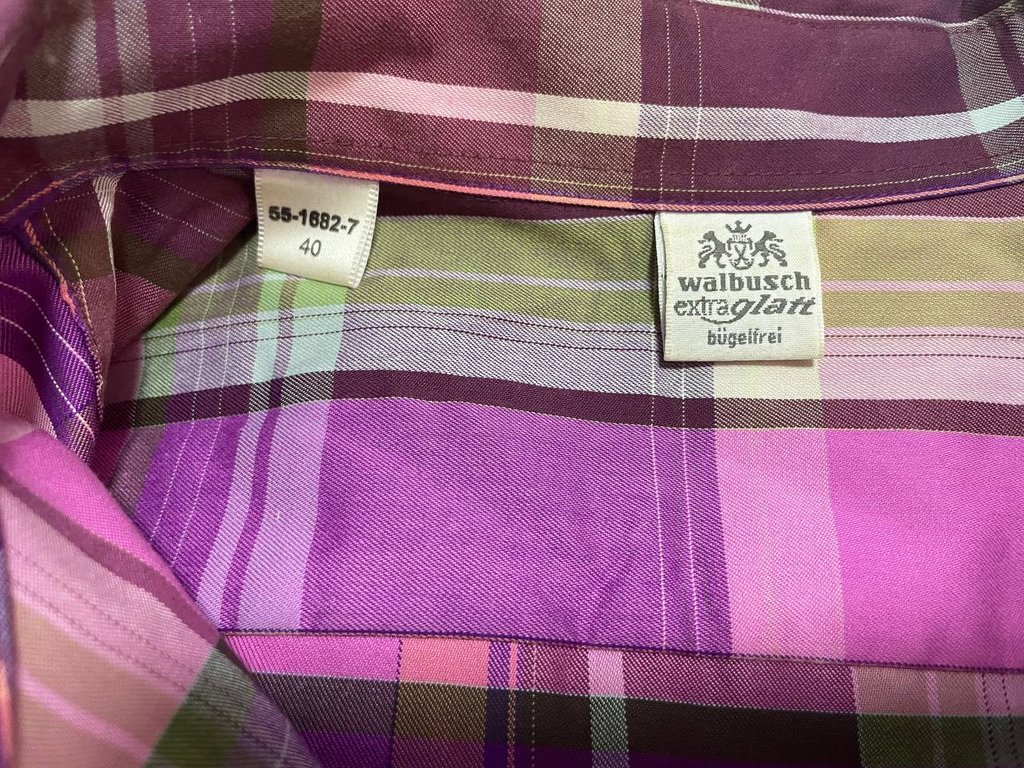 55-1682-7
40
walbusch
extraglatt
bügelfrei